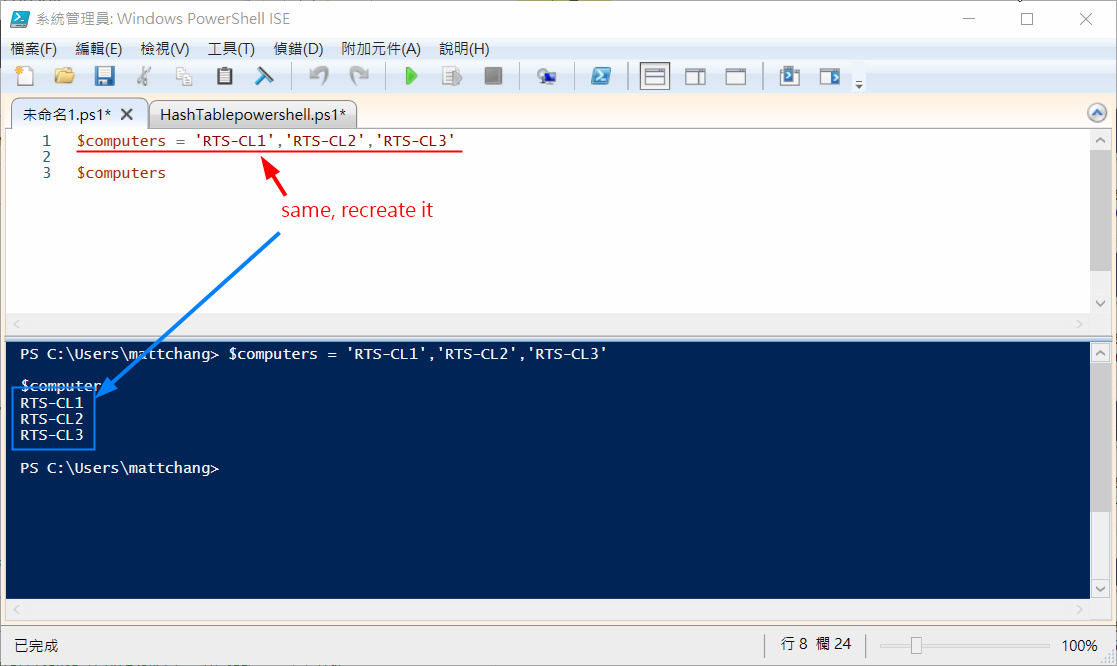 系統管理員: Windows PowerShell ISE
檔案(F) 編輯(E) 檢視(V) 工具(T) 偵錯(D) 附加元件(A) 說明(H)
未命名1.ps1* HashTablepowershell.ps1*
1 $computers = 'RTS-CL1','RTS-CL2','RTS-CL3'
2
3 $computers
same, recreate it
PS C:\Users\mattchang> $computers = 'RTS-CL1','RTS-CL2','RTS-CL3'
$computer
RTS-CL1
RTS-CL2
RTS-CL3
PS C:\Users\mattchang>
已完成 行 8 欄 24 100%